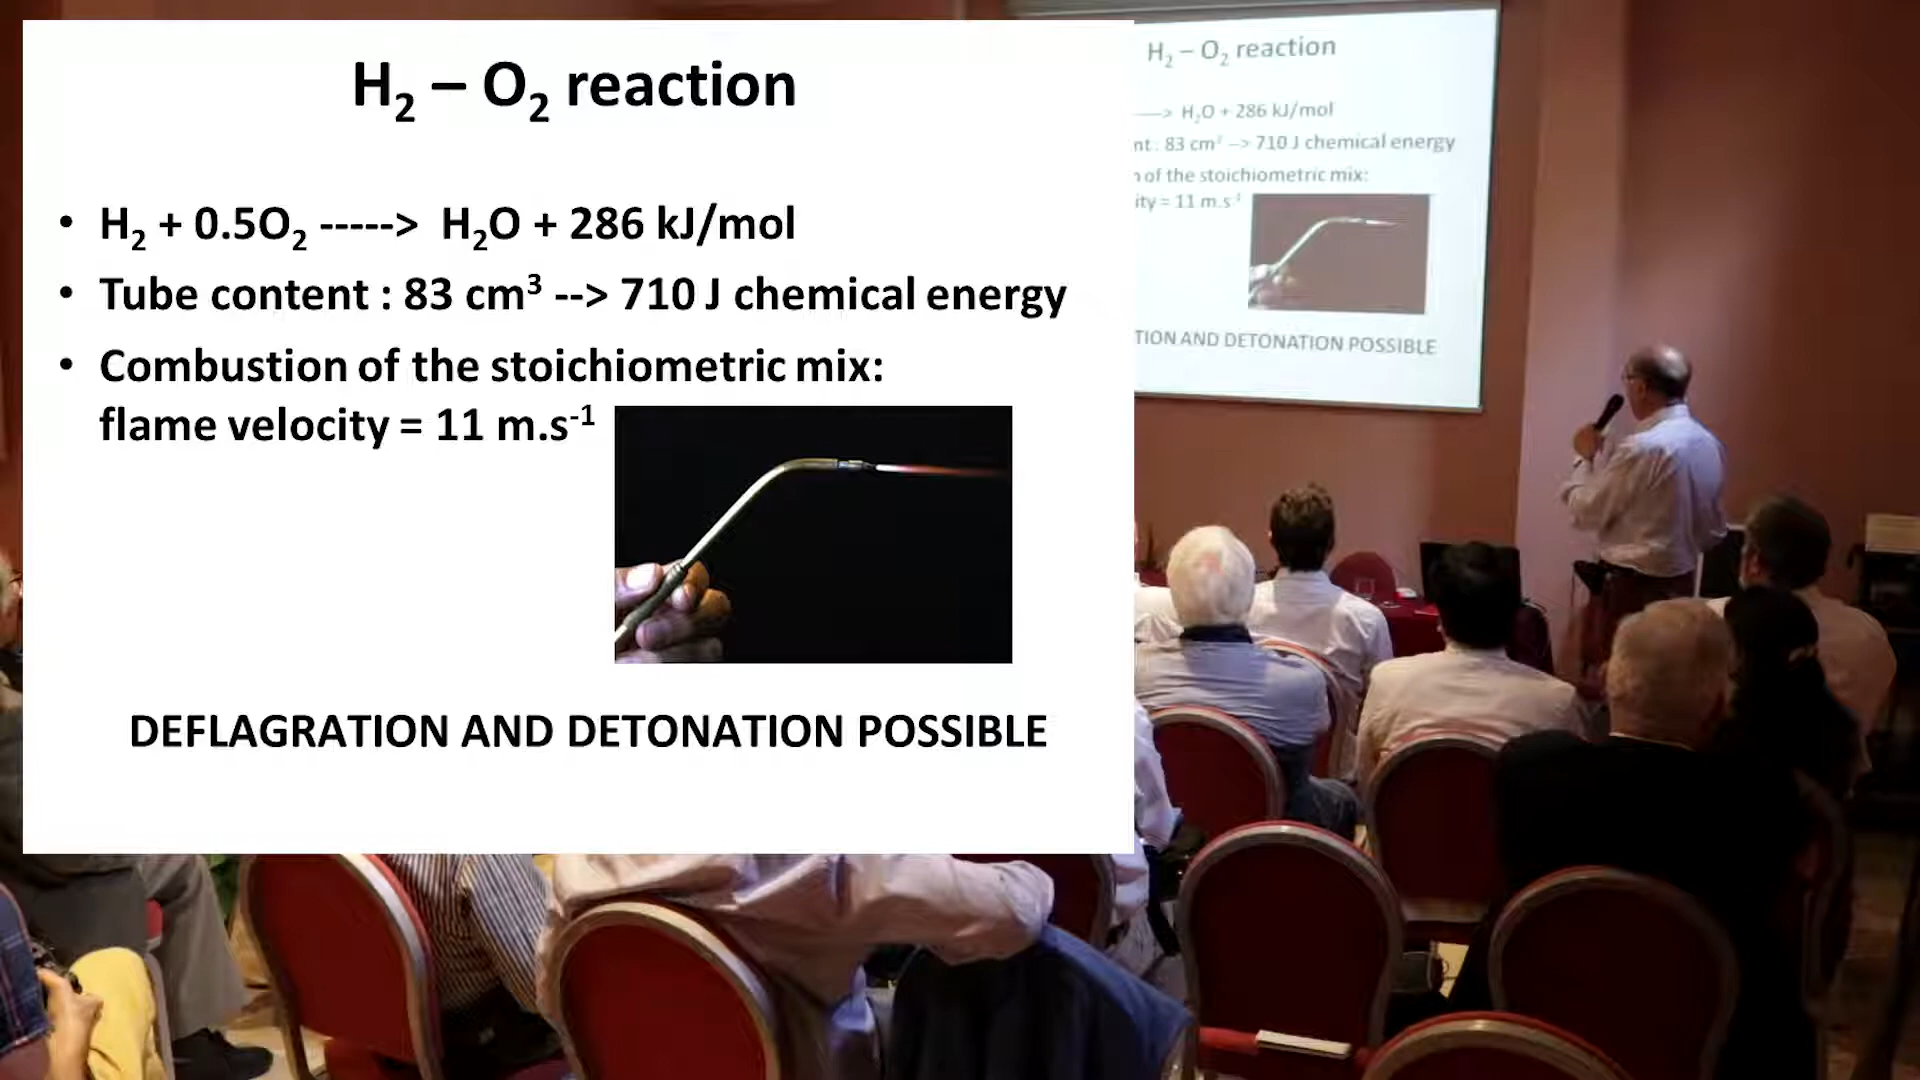 H₂ – O₂ reaction
• H₂ + 0.5O₂ -----> H₂O + 286 kJ/mol
• Tube content : 83 cm³ --> 710 J chemical energy
• Combustion of the stoichiometric mix:
flame velocity = 11 m.s⁻¹
DEFLAGRATION AND DETONATION POSSIBLE
H₂ – O₂ reaction
----> H₂O + 286 kJ/mol
nt : 83 cm³ --> 710 J chemical energy
of the stoichiometric mix:
ity = 11 m.s⁻¹
TION AND DETONATION POSSIBLE